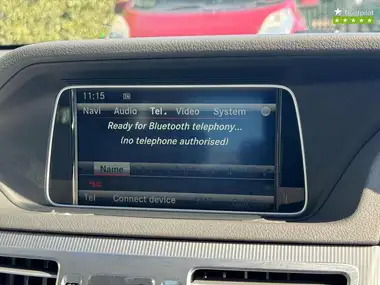 Trustpilot
11:15
Navi Audio Tel. Video System
Ready for Bluetooth telephony...
(no telephone authorised)
Name
Tel Connect device